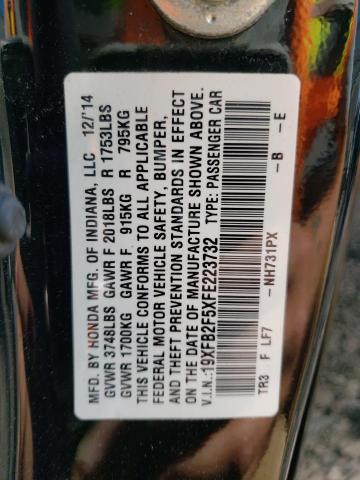 MFD. BY HONDA MFG. OF INDIANA, LLC 12/'14
GVWR 3748LBS GAWR F 2018LBS R 1753LBS
GVWR 1700KG GAWR F. 915KG R 795KG
THIS VEHICLE CONFORMS TO ALL APPLICABLE
FEDERAL MOTOR VEHICLE SAFETY, BUMPER,
AND THEFT PREVENTION STANDARDS IN EFFECT
ON THE DATE OF MANUFACTURE SHOWN ABOVE.
V.I.N.:19XFB2F5XFE223732 TYPE: PASSENGER CAR
-NH731PX -B -E
TR3 F LF7